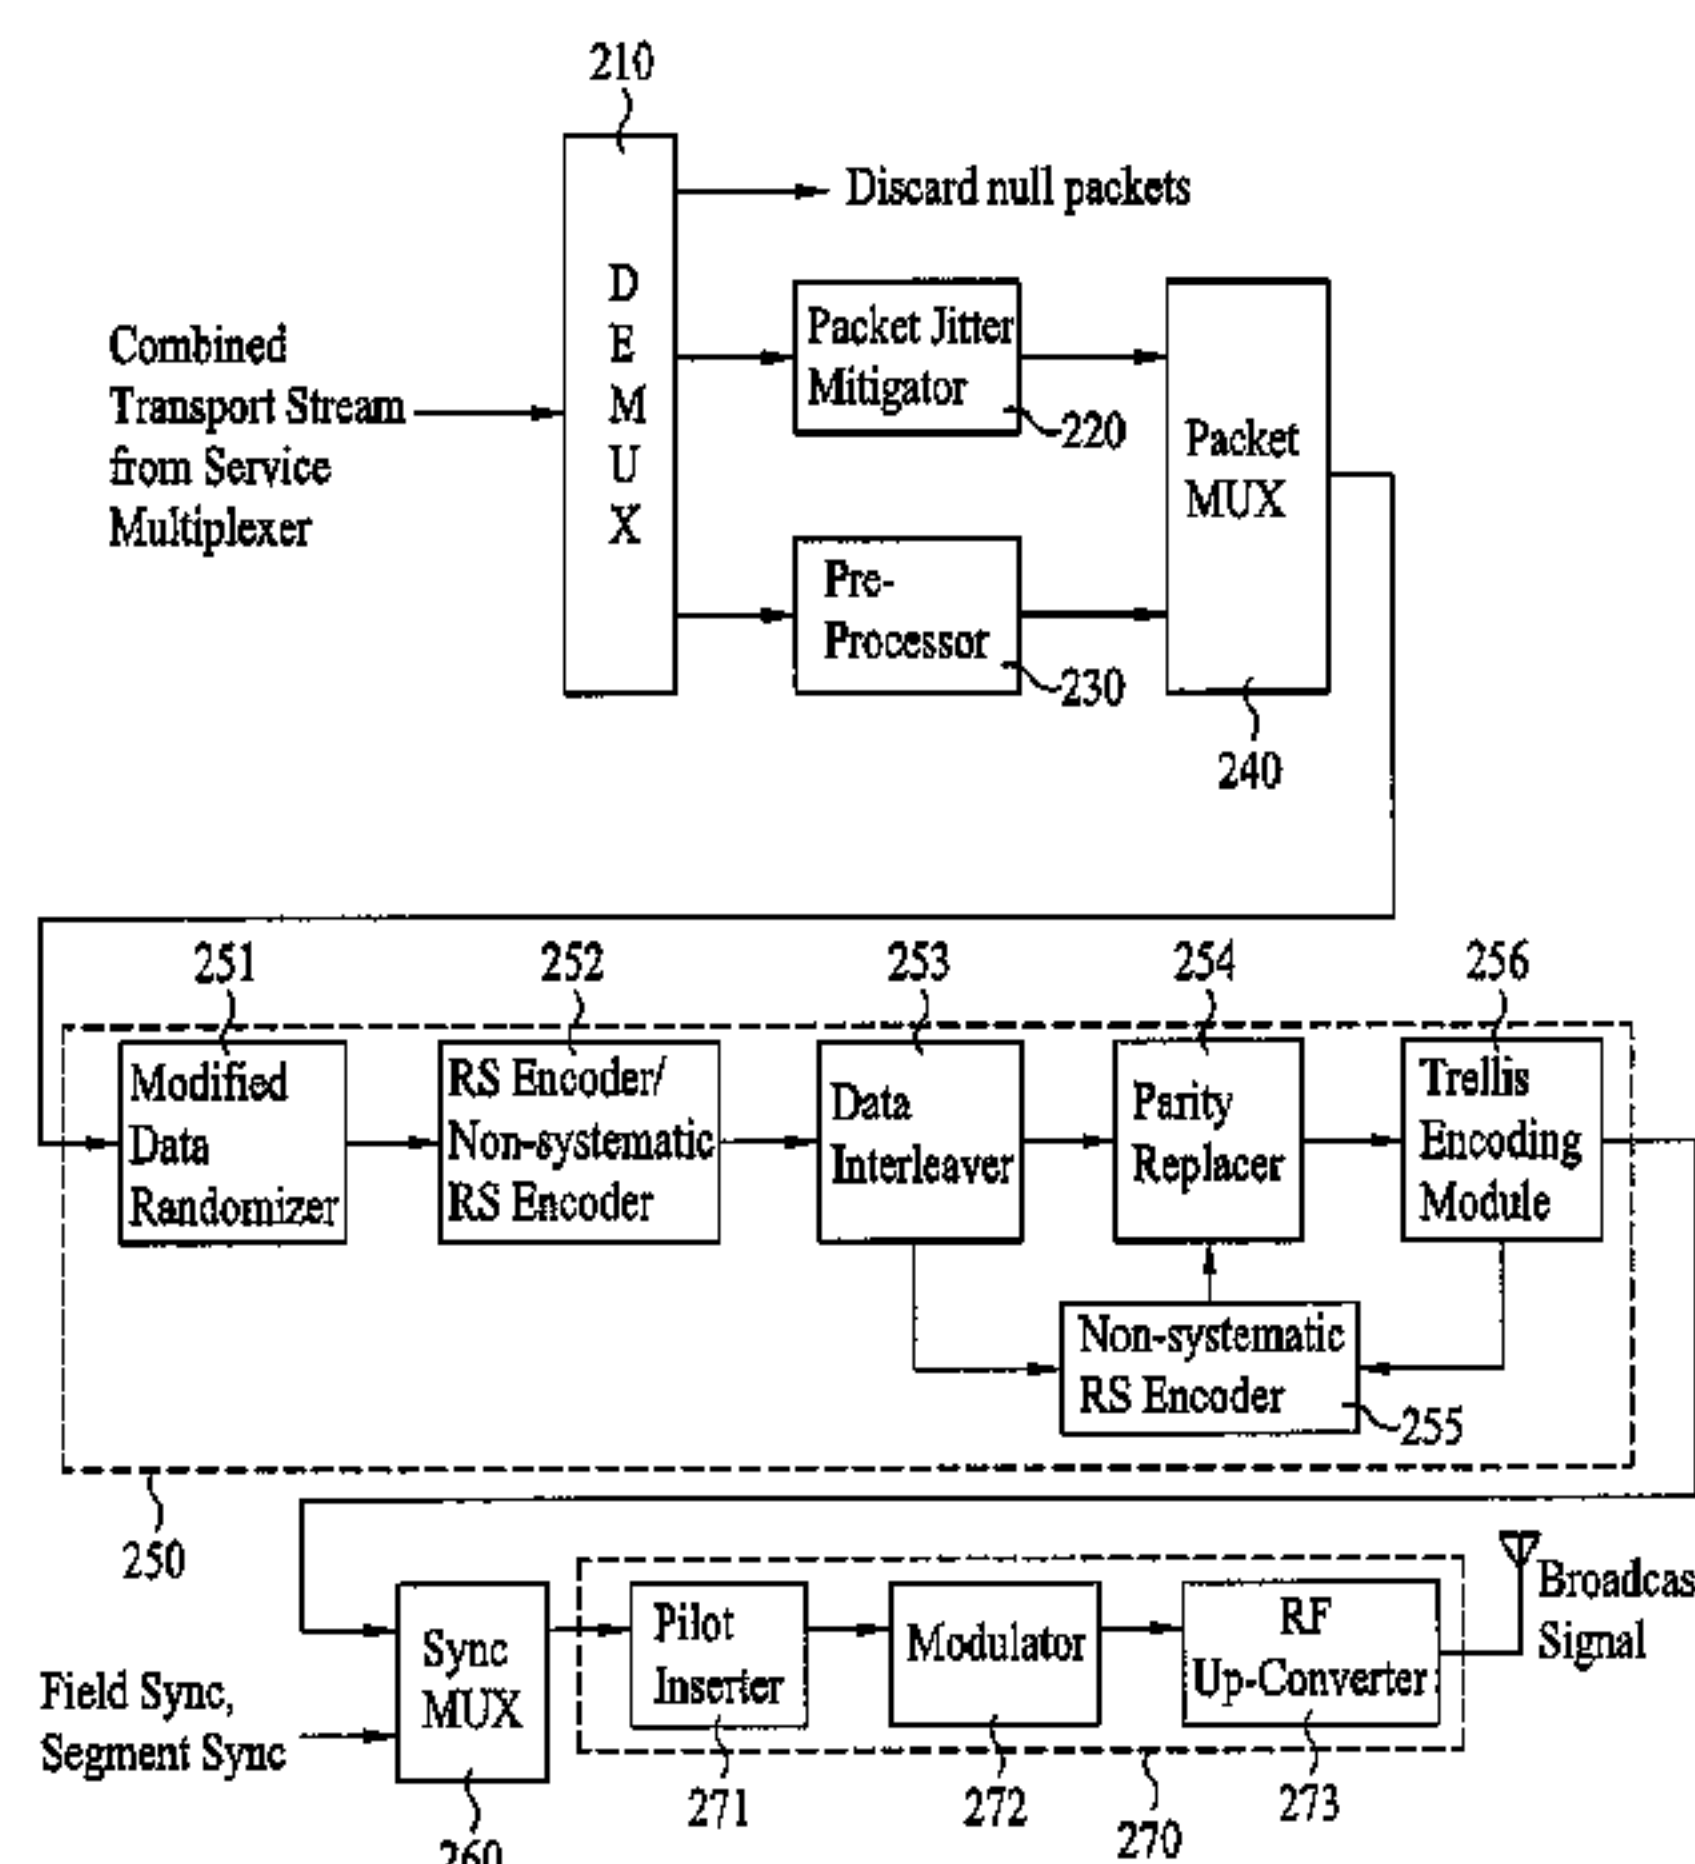 210
Discard null packets
D
E
M
U
X
Combined
Transport Stream
from Service
Multiplexer
Packet Jitter
Mitigator
220
Pre-
Processor
230
Packet
MUX
240
251
252
253
254
256
Modified
Data
Randomizer
RS Encoder/
Non-systematic
RS Encoder
Data
Interleaver
Parity
Replacer
Trellis
Encoding
Module
Non-systematic
RS Encoder
255
250
Field Sync,
Segment Sync
Sync
MUX
260
Pilot
Inserter
271
Modulator
272
RF
Up-Converter
273
270
Broadcas
Signal